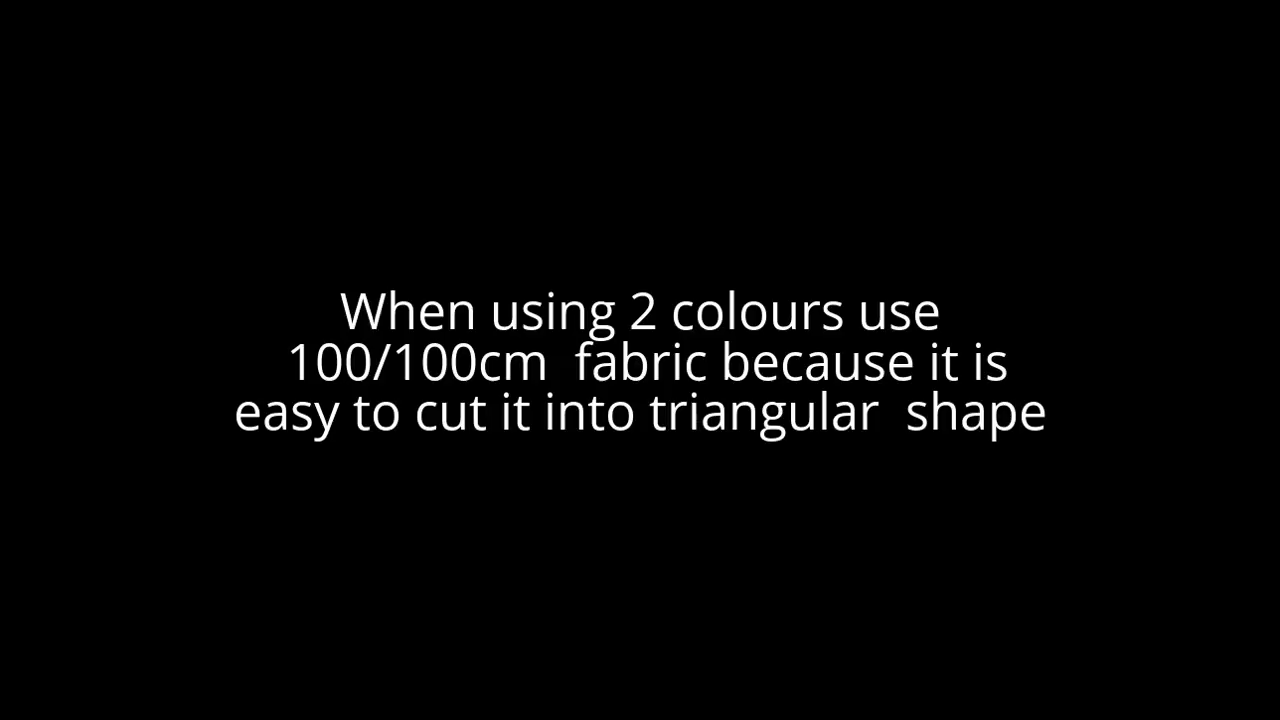 When using 2 colours use
100/100cm  fabric because it is
easy to cut it into triangular  shape